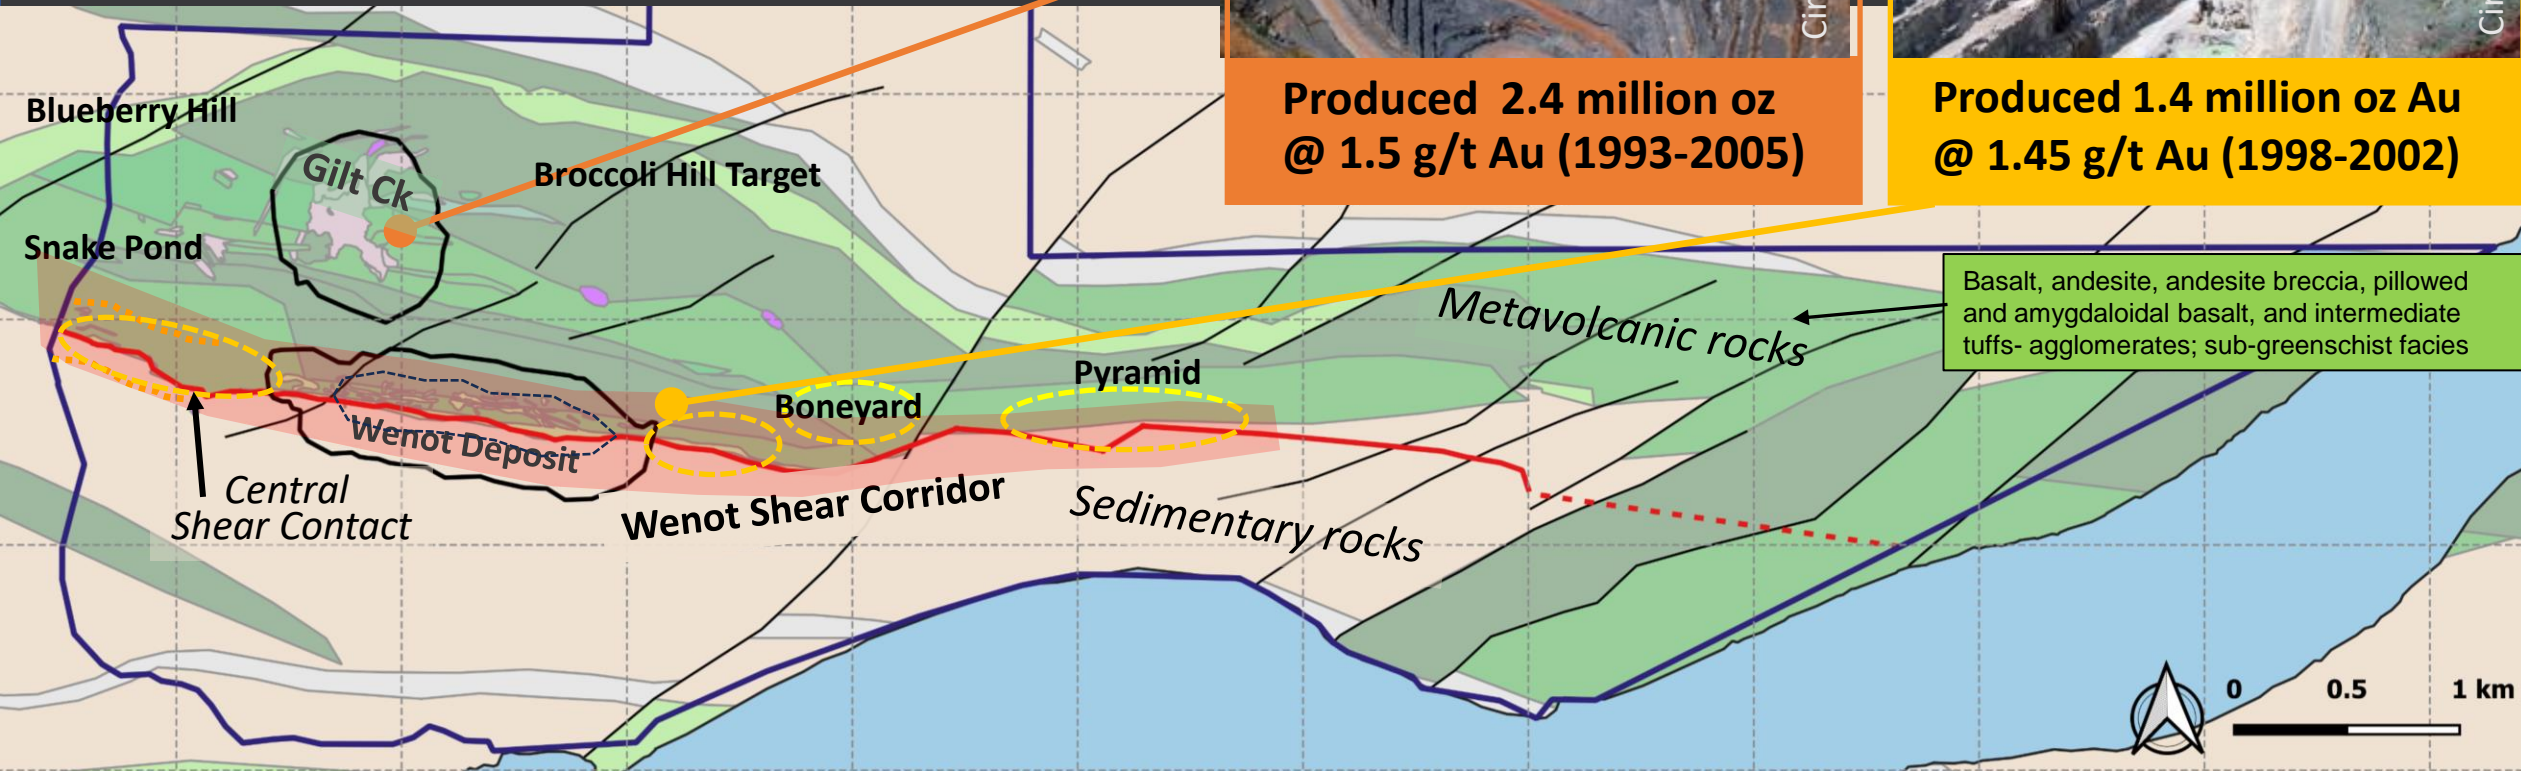 Produced 2.4 million oz
@ 1.5 g/t Au (1993-2005)
Produced 1.4 million oz Au
@ 1.45 g/t Au (1998-2002)
Blueberry Hill
Gilt Ck
Broccoli Hill Target
Snake Pond
Basalt, andesite, andesite breccia, pillowed
and amygdaloidal basalt, and intermediate
tuffs- agglomerates; sub-greenschist facies
Metavolcanic rocks
Pyramid
Boneyard
Wenot Deposit
Central
Shear Contact
Wenot Shear Corridor
Sedimentary rocks
0 0.5 1 km